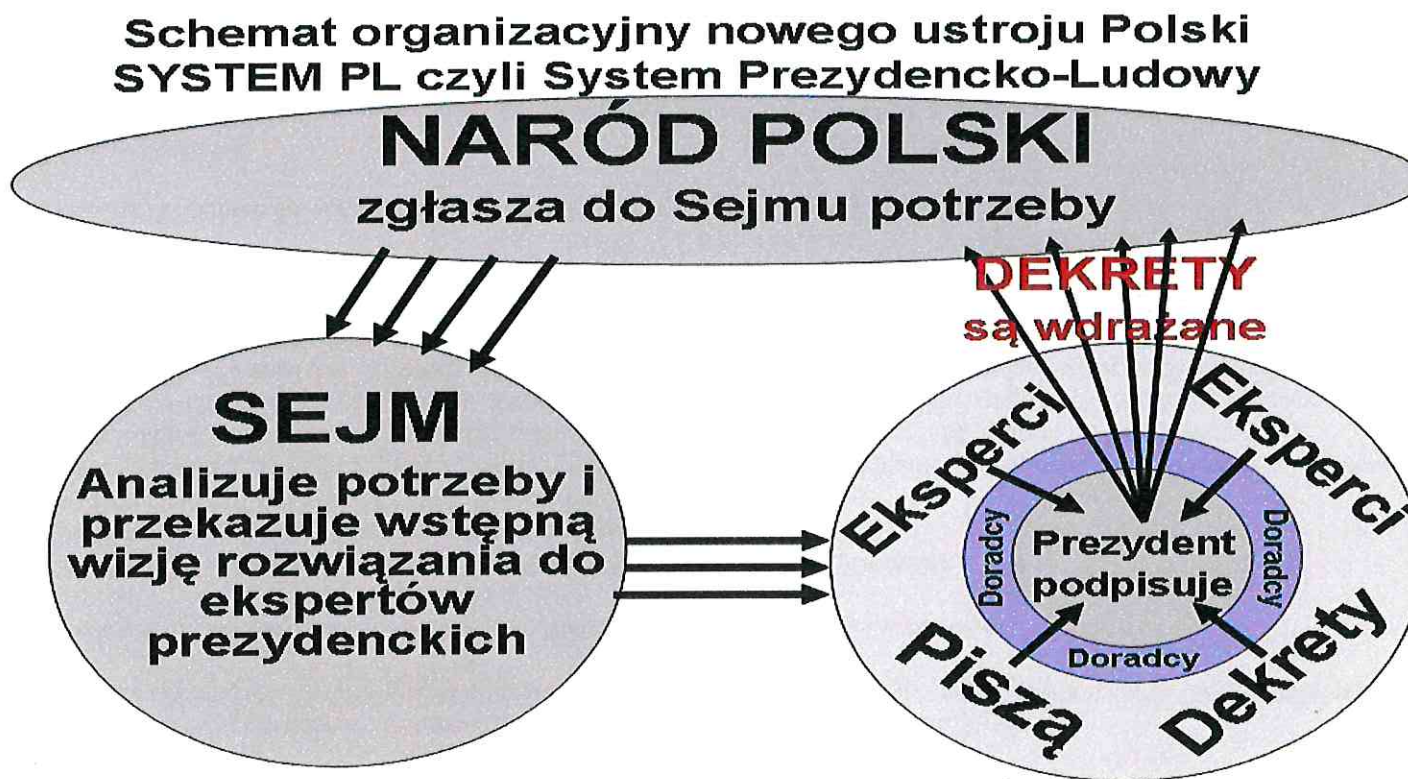 Schemat organizacyjny nowego ustroju Polski
SYSTEM PL czyli System Prezydencko-Ludowy
NARÓD POLSKI
zgłasza do Sejmu potrzeby
DEKRETY
są wdrażane
SEJM
Analizuje potrzeby i
przekazuje wstępną
wizję rozwiązania do
ekspertów
prezydenckich
Eksperci
Eksperci
Doradcy
Doradcy
Prezydent
podpisuje
Doradcy
Piszą
Dekrety